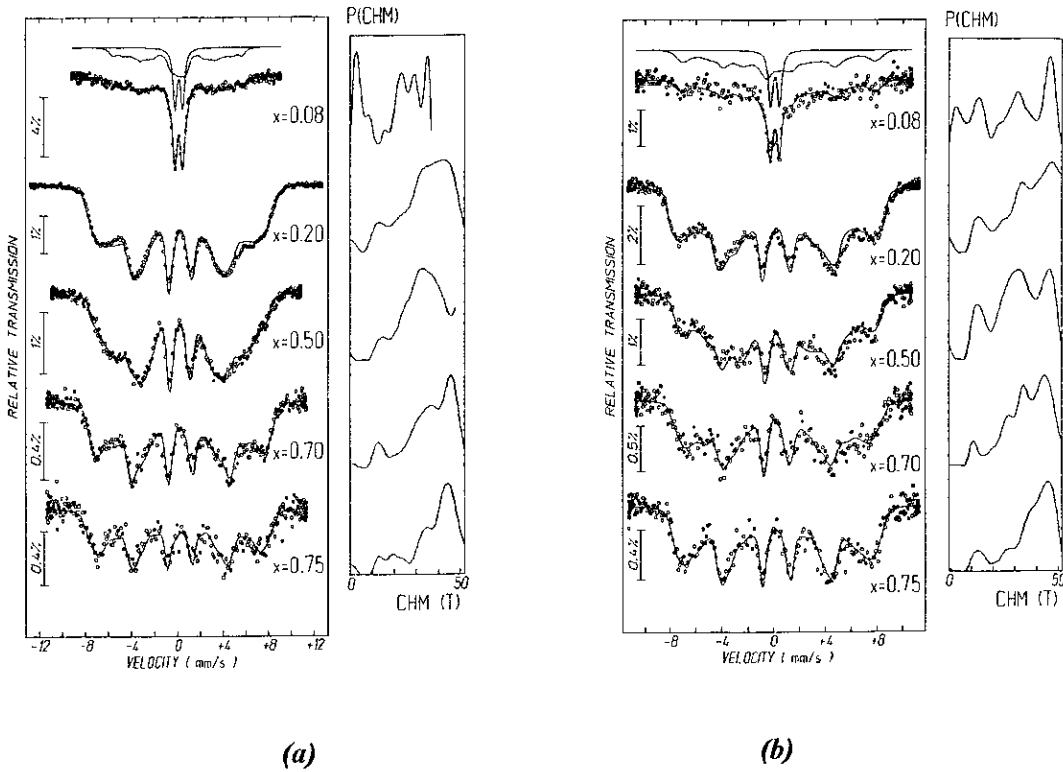 P(CHM)
4%
x=0.08
1%
x=0.20
1%
x=0.50
0.4%
x=0.70
0.4%
x=0.75
RELATIVE TRANSMISSION
-12 -8 -4 0 +4 +8 +12
VELOCITY ( mm/s )
0 50
CHM (T)
(a)
P(CHM)
1%
x=0.08
2%
x=0.20
1%
x=0.50
0.5%
x=0.70
0.4%
x=0.75
RELATIVE TRANSMISSION
-8 -4 0 +4 +8
VELOCITY ( mm/s )
0 50
CHM (T)
(b)